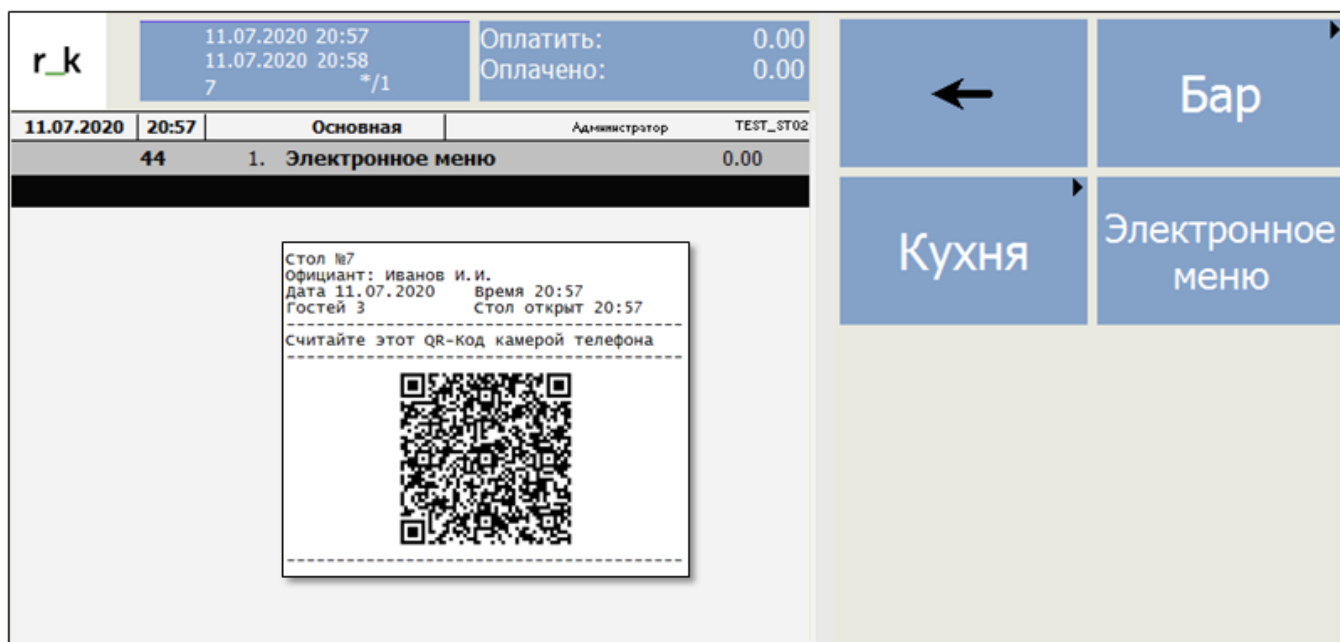 r_k
11.07.2020 20:57
11.07.2020 20:58
7 */1
Оплатить: 0.00
Оплачено: 0.00
11.07.2020 20:57 Основная Администратор TEST_ST02
44 1. Электронное меню 0.00
Стол №7
Официант: Иванов И.И.
Дата 11.07.2020 Время 20:57
Гостей 3 Стол открыт 20:57
Считайте этот QR-Код камерой телефона
Бар
Кухня
Электронное
меню